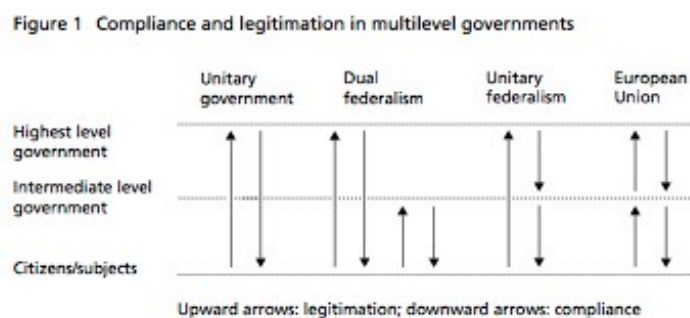 Figure 1 Compliance and legitimation in multilevel governments
Unitary government
Dual federalism
Unitary federalism
European Union
Highest level government
Intermediate level government
Citizens/subjects
Upward arrows: legitimation; downward arrows: compliance